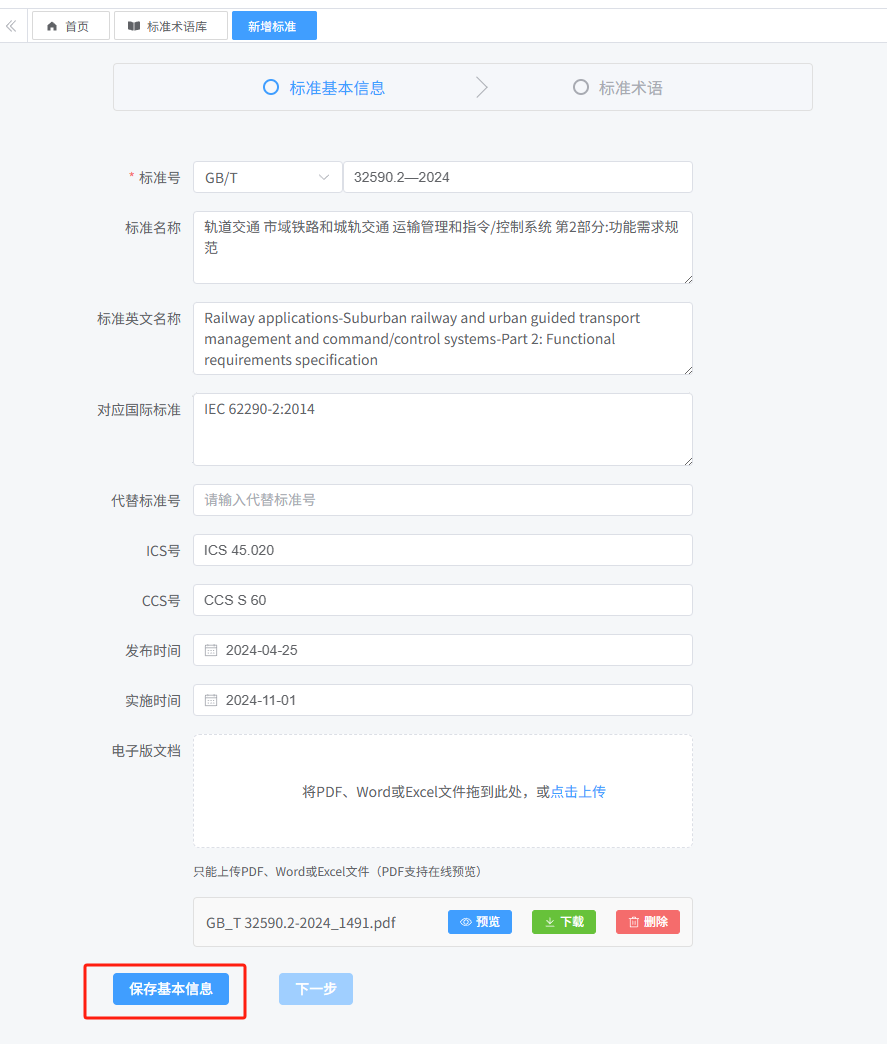 首页 标准术语库 新增标准
标准基本信息 标准术语
* 标准号 GB/T 32590.2—2024
标准名称 轨道交通 市域铁路和城轨交通 运输管理和指令/控制系统 第2部分:功能需求规
范
标准英文名称 Railway applications-Suburban railway and urban guided transport
management and command/control systems-Part 2: Functional
requirements specification
对应国际标准 IEC 62290-2:2014
代替标准号 请输入代替标准号
ICS号 ICS 45.020
CCS号 CCS S 60
发布时间 2024-04-25
实施时间 2024-11-01
电子版文档
将PDF、Word或Excel文件拖到此处，或点击上传
只能上传PDF、Word或Excel文件（PDF支持在线预览）
GB_T 32590.2-2024_1491.pdf 预览 下载 删除
保存基本信息 下一步